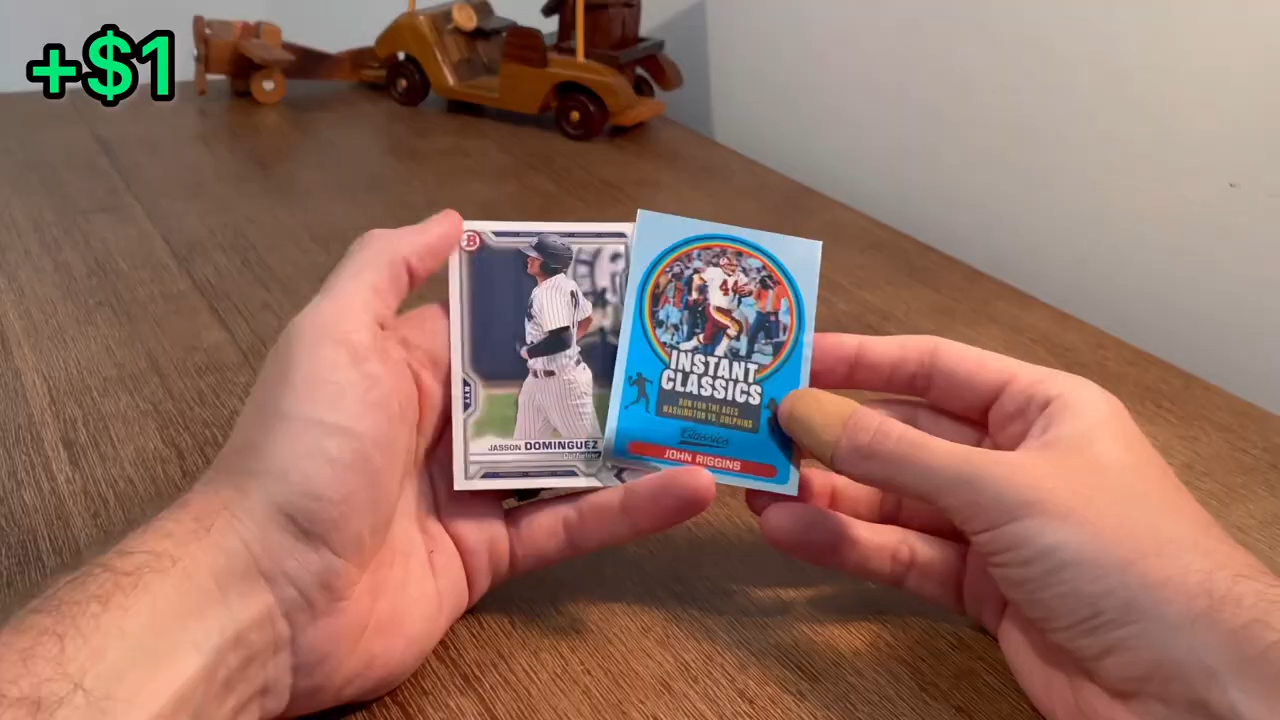 +$1
B
NYY
JASSON DOMINGUEZ
Outfielder
44
INSTANT
CLASSICS
RUN FOR THE AGES
WASHINGTON VS. DOLPHINS
Classics
JOHN RIGGINS